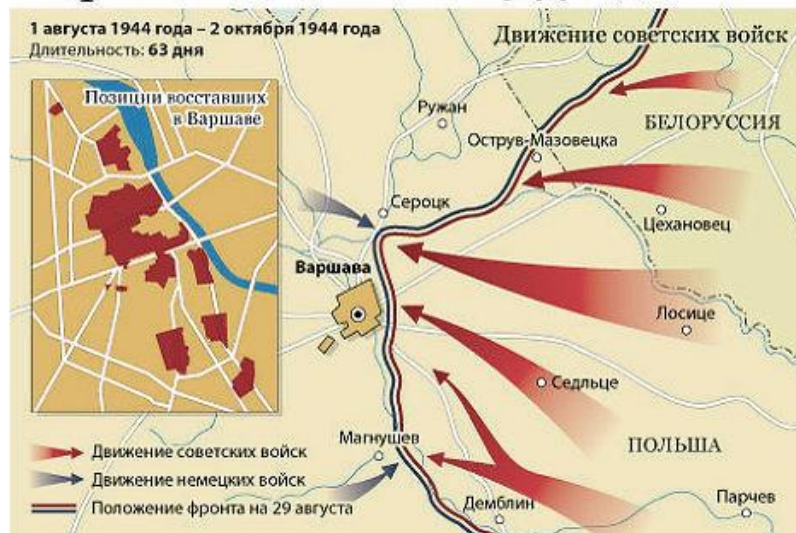 1 августа 1944 года – 2 октября 1944 года
Длительность: 63 дня
Движение советских войск
Позиции восставших
в Варшаве
Ружан
БЕЛОРУССИЯ
Острув-Мазовецка
Сероцк
Цехановец
Варшава
Лосице
Седльце
Магнушев
ПОЛЬША
Демблин
Парчев
Движение советских войск
Движение немецких войск
Положение фронта на 29 августа